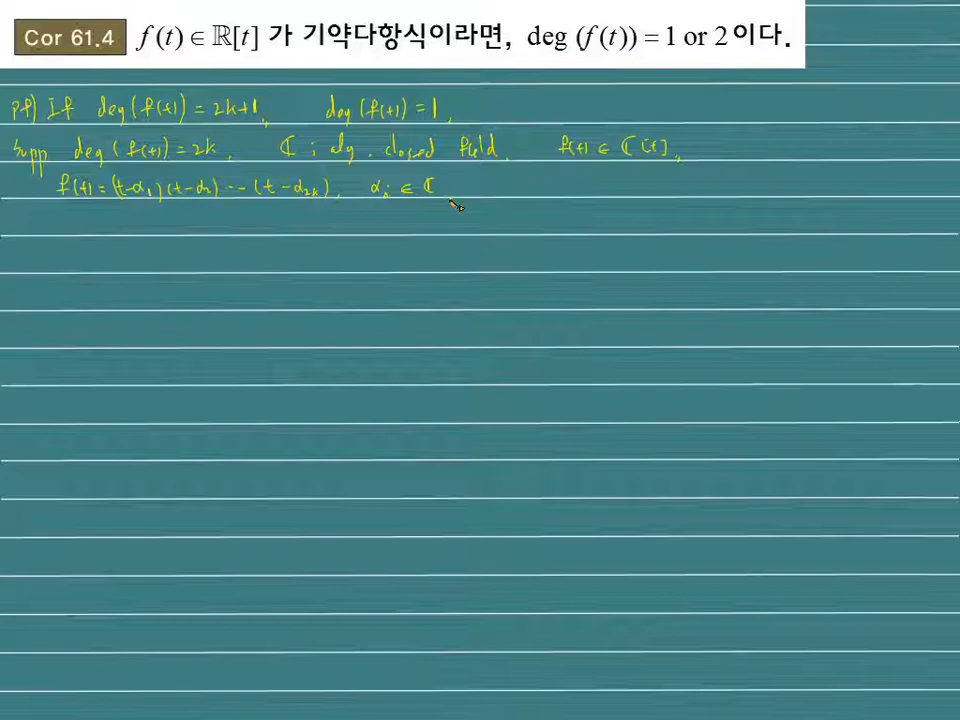 Cor 61.4 f(t) ∈ ℝ[t] 가 기약다항식이라면, deg (f(t)) = 1 or 2이다.
pf) If deg(f(t)) = 2k+1, deg(f(t)) = 1,
Supp deg(f(t)) = 2k. ℂ ; alg. closed field. f(t) ∈ ℂ[t],
f(t) = (t-α₁)(t-α₂) ... (t-α₂ₖ). αᵢ ∈ ℂ